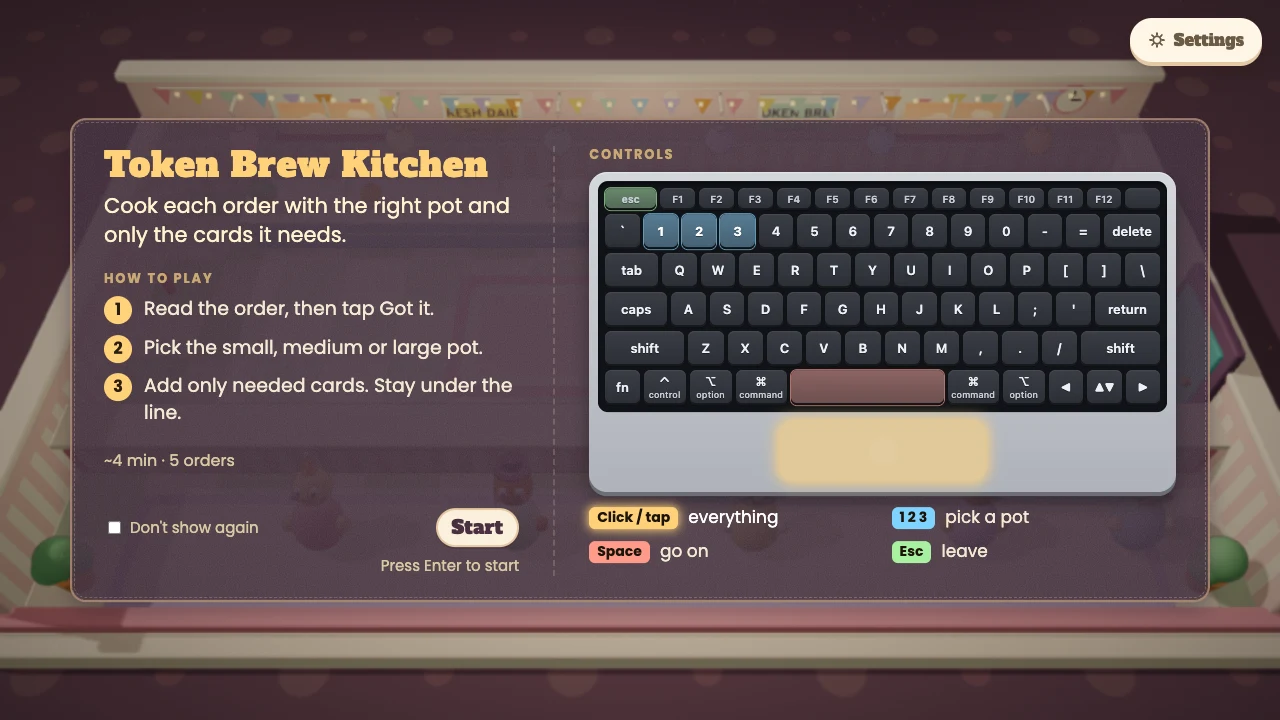 Settings
Token Brew Kitchen
Cook each order with the right pot and
only the cards it needs.
HOW TO PLAY
1 Read the order, then tap Got it.
2 Pick the small, medium or large pot.
3 Add only needed cards. Stay under the
line.
~4 min · 5 orders
Don't show again
Start
Press Enter to start
CONTROLS
esc F1 F2 F3 F4 F5 F6 F7 F8 F9 F10 F11 F12
` 1 2 3 4 5 6 7 8 9 0 - = delete
tab Q W E R T Y U I O P [ ] \
caps A S D F G H J K L ; ' return
shift Z X C V B N M , . / shift
fn ^ control ⌥ option ⌘ command ⌘ command ⌥ option ◀ ▲▼ ▶
Click / tap everything
1 2 3 pick a pot
Space go on
Esc leave